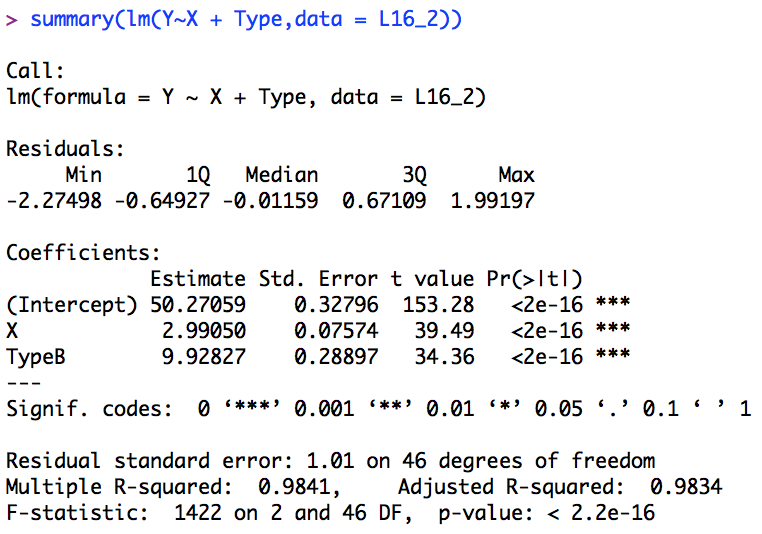 > summary(lm(Y~X + Type,data = L16_2))
Call:
lm(formula = Y ~ X + Type, data = L16_2)
Residuals:
     Min       1Q   Median       3Q      Max
-2.27498 -0.64927 -0.01159  0.67109  1.99197
Coefficients:
            Estimate Std. Error t value Pr(>|t|)
(Intercept) 50.27059    0.32796  153.28   <2e-16 ***
X            2.99050    0.07574   39.49   <2e-16 ***
TypeB        9.92827    0.28897   34.36   <2e-16 ***
---
Signif. codes:  0 ‘***’ 0.001 ‘**’ 0.01 ‘*’ 0.05 ‘.’ 0.1 ‘ ’ 1
Residual standard error: 1.01 on 46 degrees of freedom
Multiple R-squared:  0.9841,	Adjusted R-squared:  0.9834
F-statistic:  1422 on 2 and 46 DF,  p-value: < 2.2e-16